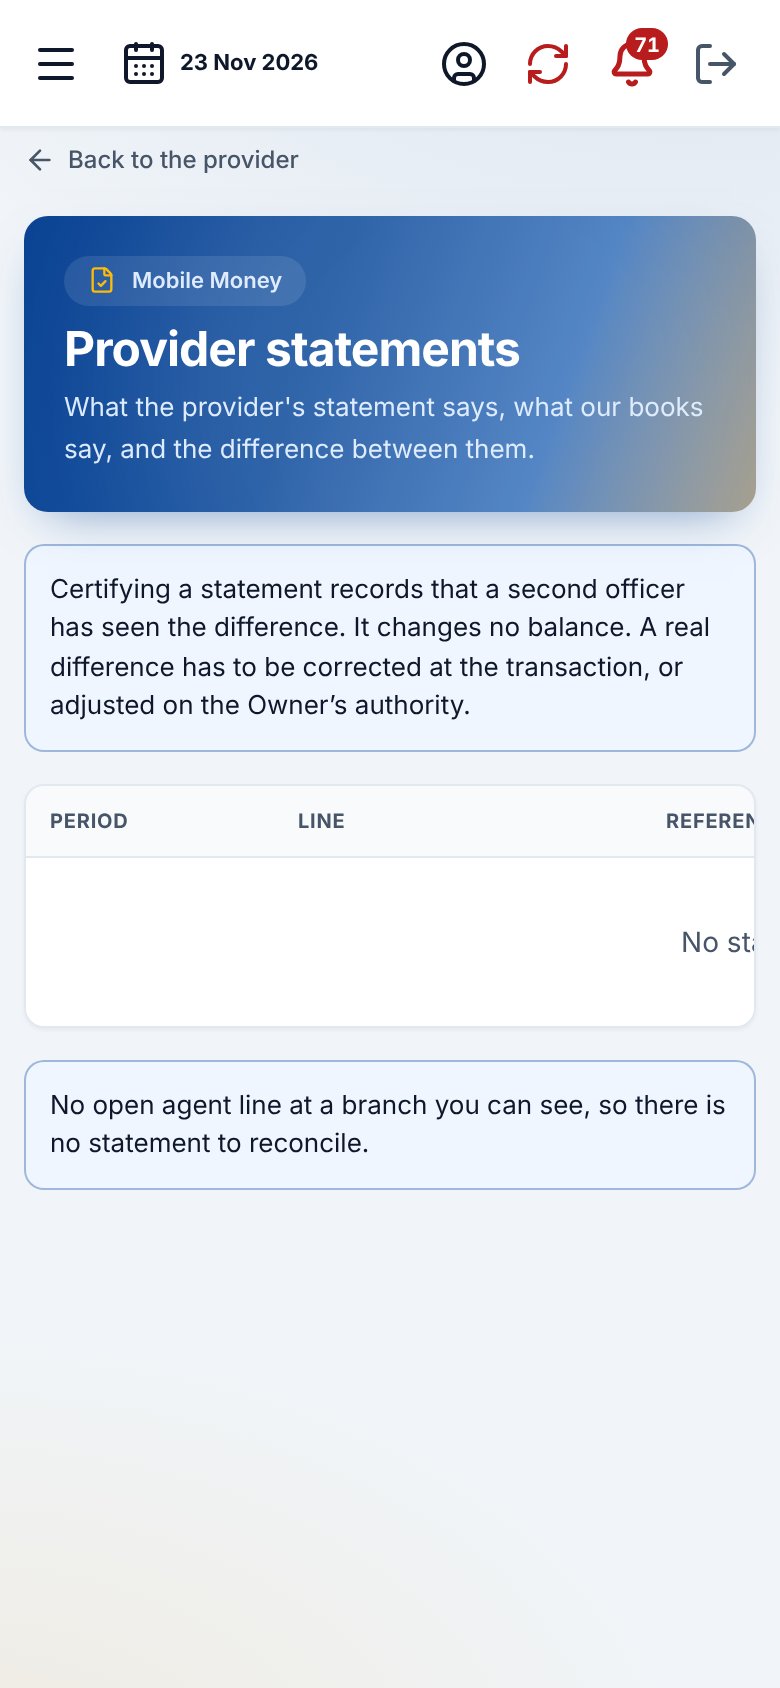 23 Nov 2026
71
Back to the provider
Mobile Money
Provider statements
What the provider's statement says, what our books
say, and the difference between them.
Certifying a statement records that a second officer
has seen the difference. It changes no balance. A real
difference has to be corrected at the transaction, or
adjusted on the Owner’s authority.
PERIOD LINE REFEREN
No sta
No open agent line at a branch you can see, so there is
no statement to reconcile.